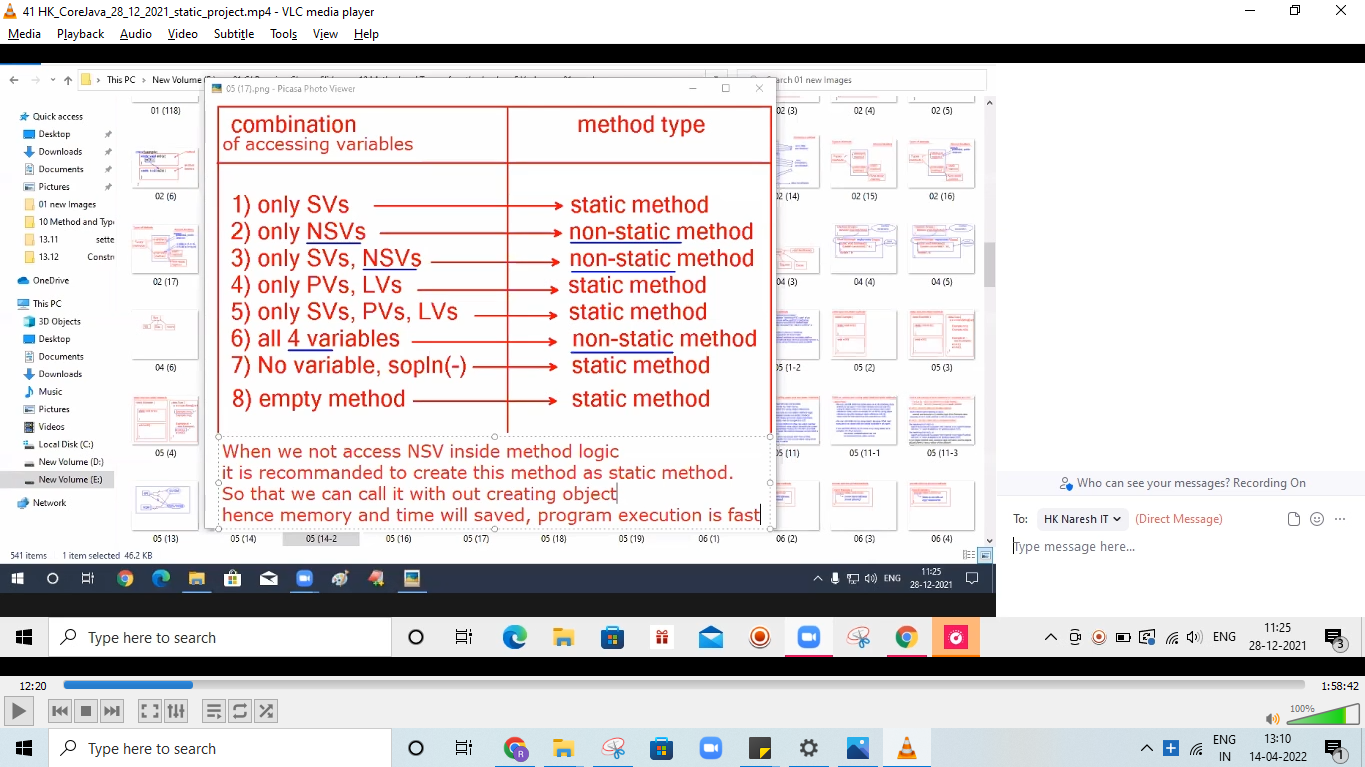 41 HK_CoreJava_28_12_2021_static_project.mp4 - VLC media player
Media Playback Audio Video Subtitle Tools View Help
This PC > New Volume
01 new Images
05 (17).png - Picasa Photo Viewer
Quick access
Desktop
Downloads
Documents
Pictures
01 new Images
10 Method and Typ
13.11 sette
13.12 Constr
OneDrive
This PC
3D Objects
Desktop
Documents
Downloads
Music
Pictures
Videos
Local Disk (C:)
New Volume (D:)
New Volume (E:)
Network
01 (118)
02 (6)
02 (17)
04 (6)
05 (4)
05 (13)
combination
of accessing variables
method type
1) only SVs static method
2) only NSVs non-static method
3) only SVs, NSVs non-static method
4) only PVs, LVs static method
5) only SVs, PVs, LVs static method
6) all 4 variables non-static method
7) No variable, sopln(-) static method
8) empty method static method
When we not access NSV inside method logic
it is recommanded to create this method as static method.
So that we can call it with out creating object
hence memory and time will saved, program execution is fast
02 (3) 02 (4) 02 (5)
02 (14) 02 (15) 02 (16)
04 (4) 04 (5)
05 (1-2 05 (2) 05 (3)
05 (11) 05 (11-1 05 (11-3
05 (14) 05 (14-2 05 (16) 05 (17) 05 (18) 05 (19) 06 (1) 06 (2) 06 (3) 06 (4)
541 items 1 item selected 46.2 KB
ENG
11:25
28-12-2021
Who can see your messages? Recording On
To: HK Naresh IT (Direct Message)
Type message here...
Type here to search
ENG
11:25
28-12-2021
3
12:20
1:58:42
100%
Type here to search
ENG
IN
13:10
14-04-2022
1